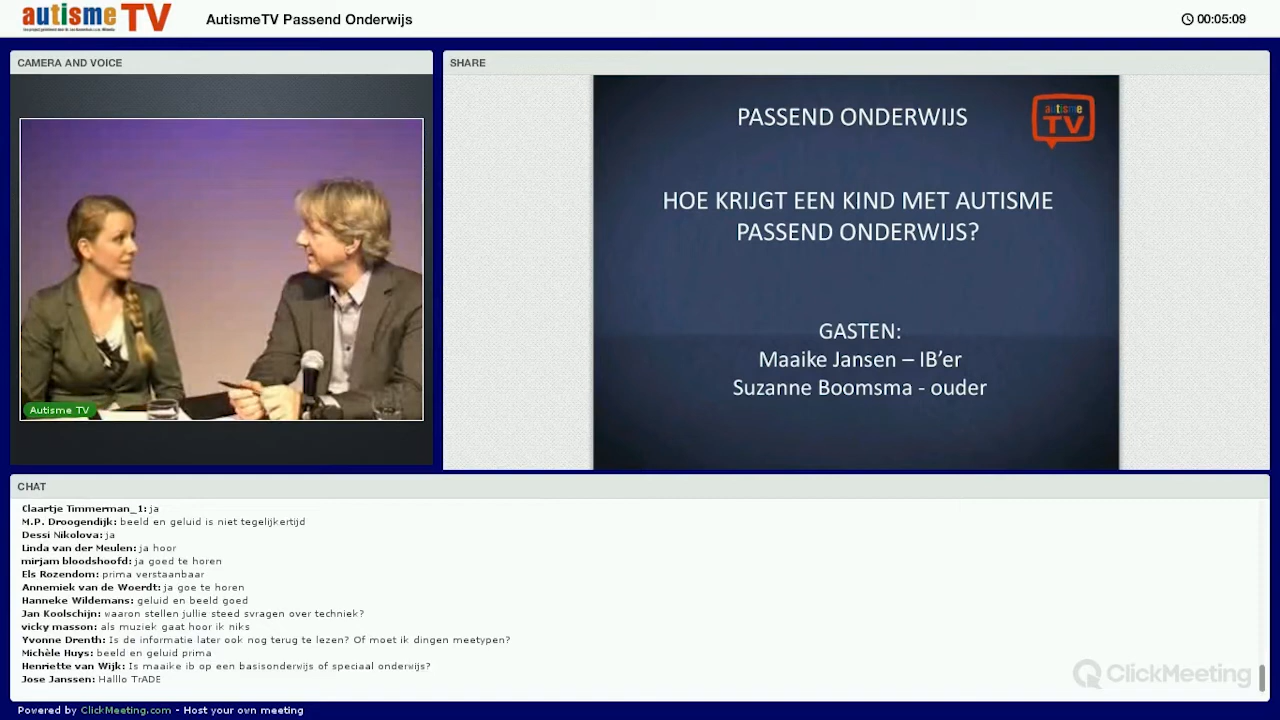 autisme TV
AutismeTV Passend Onderwijs
00:05:09
CAMERA AND VOICE
SHARE
Autisme TV
PASSEND ONDERWIJS
autisme
TV
HOE KRIJGT EEN KIND MET AUTISME
PASSEND ONDERWIJS?
GASTEN:
Maaike Jansen – IB’er
Suzanne Boomsma - ouder
CHAT
Claartje Timmerman_1: ja
M.P. Droogendijk: beeld en geluid is niet tegelijkertijd
Dessi Nikolova: ja
Linda van der Meulen: ja hoor
mirjam bloodshoofd: ja goed te horen
Els Rozendom: prima verstaanbaar
Annemiek van de Woerdt: ja goe te horen
Hanneke Wildemans: geluid en beeld goed
Jan Koolschijn: waaron stellen jullie steed svragen over techniek?
vicky masson: als muziek gaat hoor ik niks
Yvonne Drenth: Is de informatie later ook nog terug te lezen? Of moet ik dingen meetypen?
Michèle Huys: beeld en geluid prima
Henriette van Wijk: Is maaike ib op een basisonderwijs of speciaal onderwijs?
Jose Janssen: Halllo TrADE
ClickMeeting
Powered by ClickMeeting.com - Host your own meeting